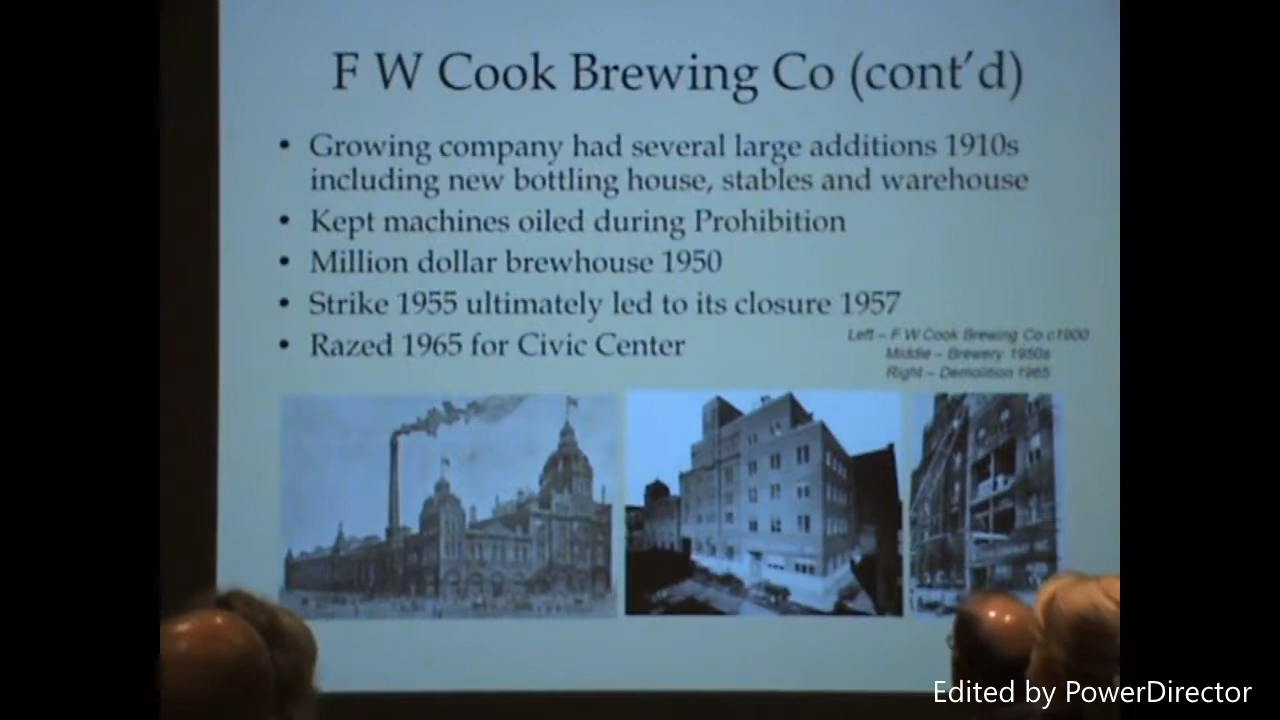 F W Cook Brewing Co (cont'd)
• Growing company had several large additions 1910s
including new bottling house, stables and warehouse
• Kept machines oiled during Prohibition
• Million dollar brewhouse 1950
• Strike 1955 ultimately led to its closure 1957
• Razed 1965 for Civic Center
Left – F W Cook Brewing Co c1900
Middle – Brewery 1950s
Right – Demolition 1965
Edited by PowerDirector